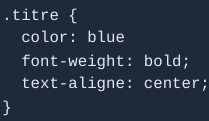 .titre {
  color: blue
  font-weight: bold;
  text-aligne: center;
}